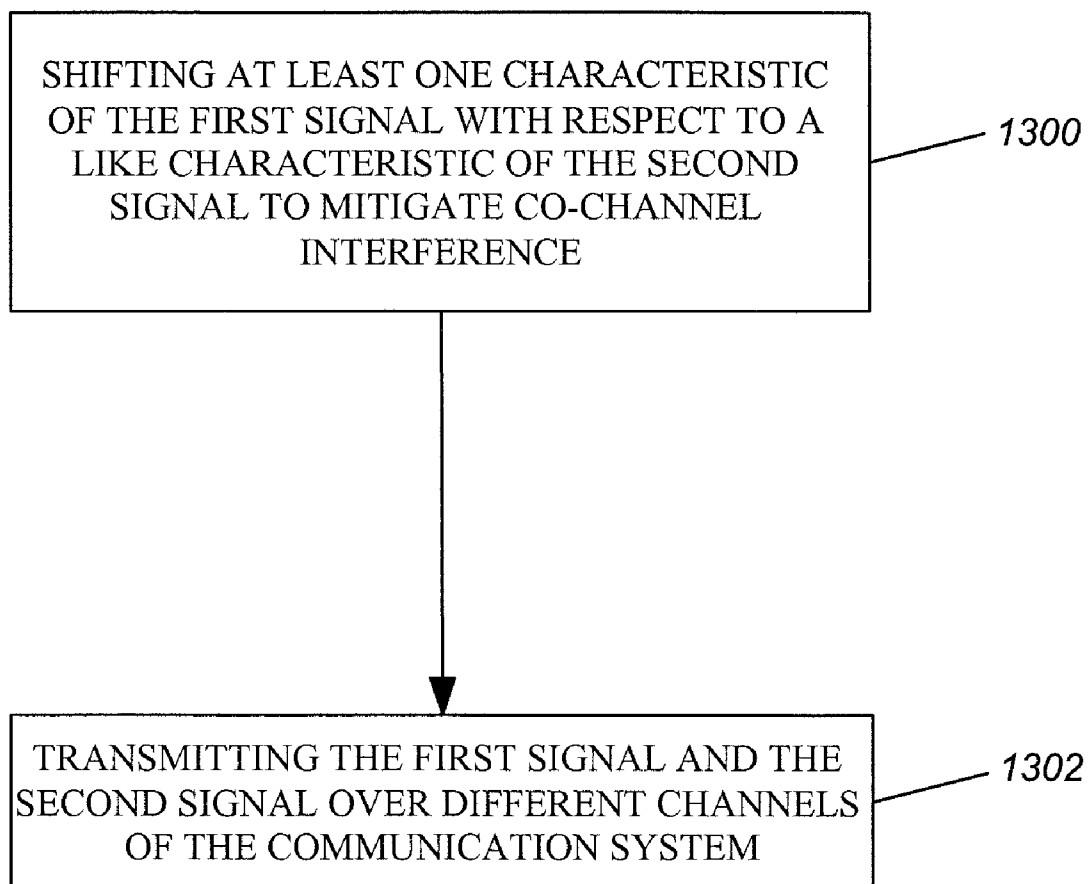 SHIFTING AT LEAST ONE CHARACTERISTIC
OF THE FIRST SIGNAL WITH RESPECT TO A
LIKE CHARACTERISTIC OF THE SECOND
SIGNAL TO MITIGATE CO-CHANNEL
INTERFERENCE
1300
TRANSMITTING THE FIRST SIGNAL AND THE
SECOND SIGNAL OVER DIFFERENT CHANNELS
OF THE COMMUNICATION SYSTEM
1302